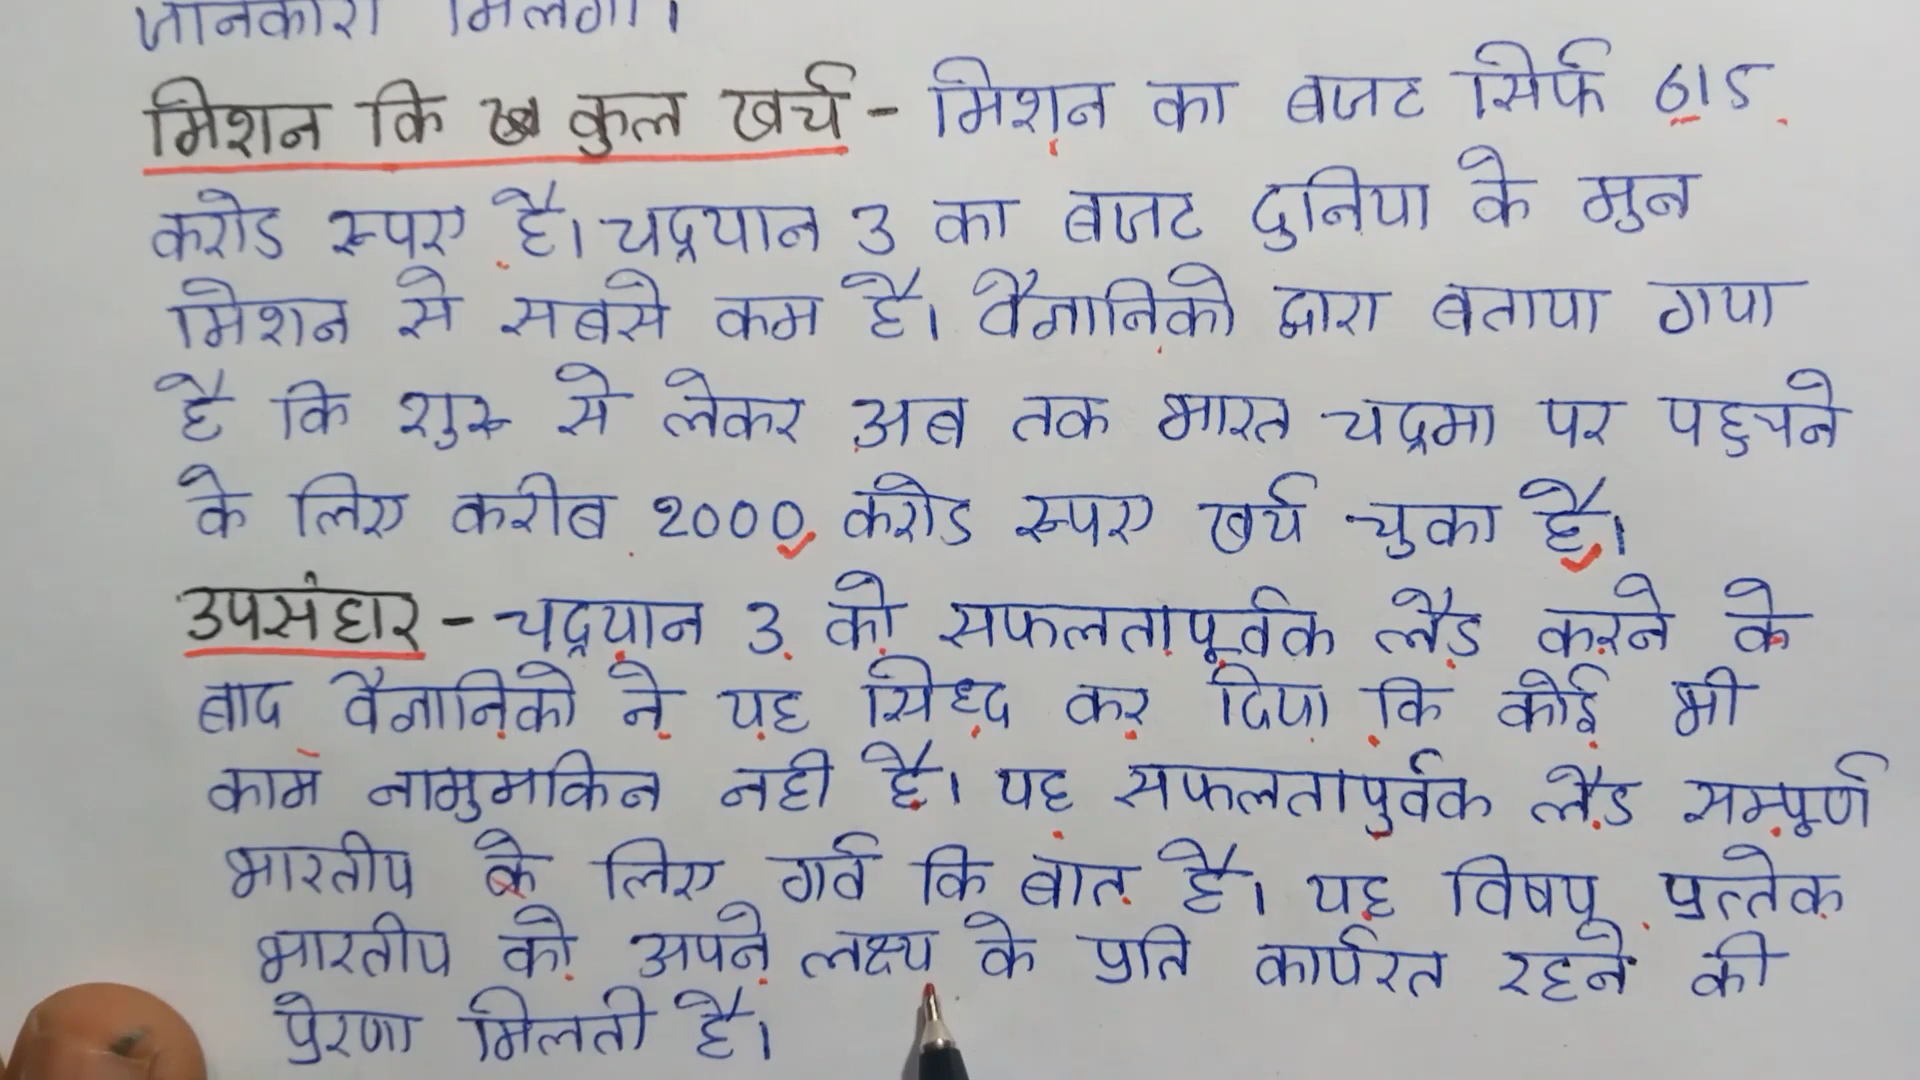 जानकारी मिलेगी।
मिशन कि कुल खर्च - मिशन का बजट सिर्फ 615
करोड रूपए है। चद्रयान 3 का बजट दुनिया के मुन
मिशन से सबसे कम है। वैज्ञानिको द्वारा बताया गया
है कि शुरू से लेकर अब तक भारत चद्रमा पर पहुचने
के लिए करीब 2000 करोड रूपए खर्च चुका है।
उपसंहार - चद्रयान 3 को सफलतापूर्वक लैड करने के
बाद वैज्ञानिको ने यह सिध्द कर दिया कि कोई भी
काम नामुमकिन नही है। यह सफलतापुर्वक लैड सम्पूर्ण
भारतीय के लिए गर्व कि बात है। यह विषय प्रत्तेक
भारतीय को अपने लक्ष्य के प्रति कार्यरत रहने की
प्रेरणा मिलती है।